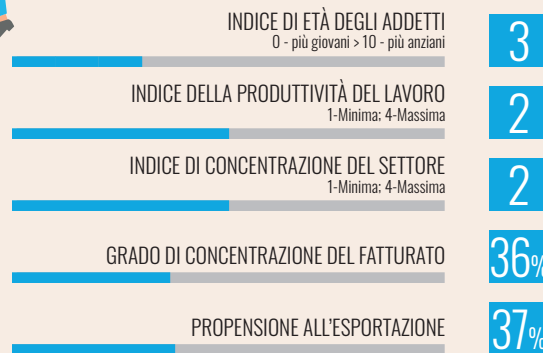 INDICE DI ETÀ DEGLI ADDETTI
0 - più giovani > 10 - più anziani
3
INDICE DELLA PRODUTTIVITÀ DEL LAVORO
1-Minima; 4-Massima
2
INDICE DI CONCENTRAZIONE DEL SETTORE
1-Minima; 4-Massima
2
GRADO DI CONCENTRAZIONE DEL FATTURATO
36%
PROPENSIONE ALL'ESPORTAZIONE
37%